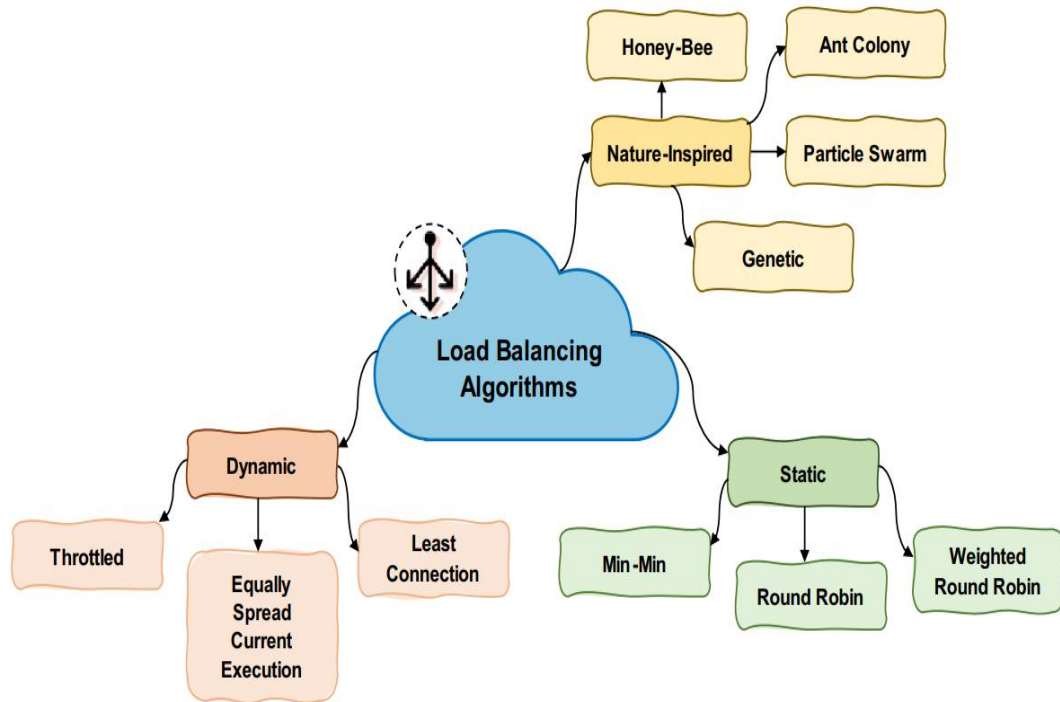 Honey-Bee
Ant Colony
Nature-Inspired
Particle Swarm
Genetic
Load Balancing
Algorithms
Dynamic
Static
Throttled
Equally
Spread
Current
Execution
Least
Connection
Min-Min
Round Robin
Weighted
Round Robin